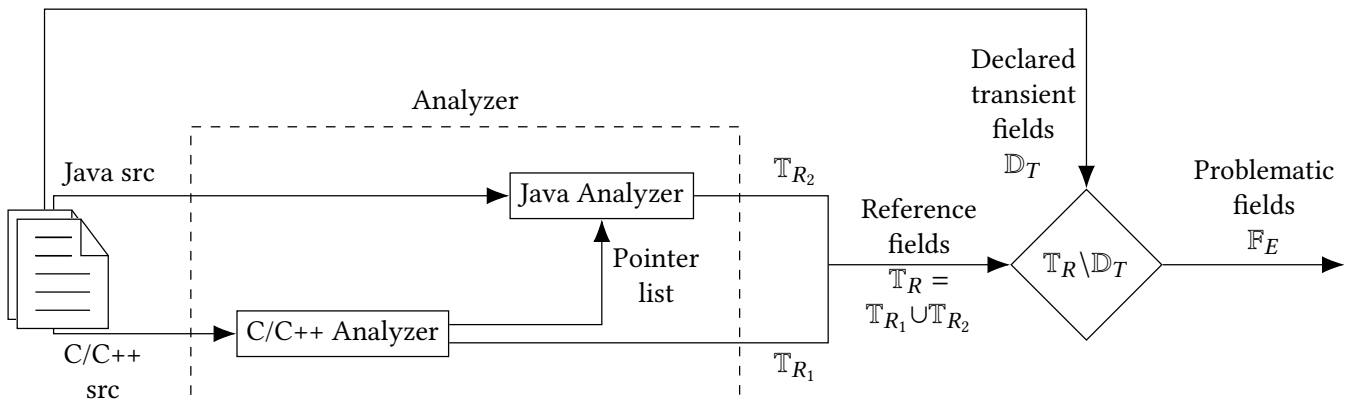 Declared
transient
fields
𝔻_T
Analyzer
Java src
Java Analyzer
𝕋_{R_2}
Problematic
fields
𝔽_E
Reference
fields
𝕋_R =
𝕋_{R_1}∪𝕋_{R_2}
𝕋_R\𝔻_T
Pointer
list
C/C++ Analyzer
C/C++
src
𝕋_{R_1}